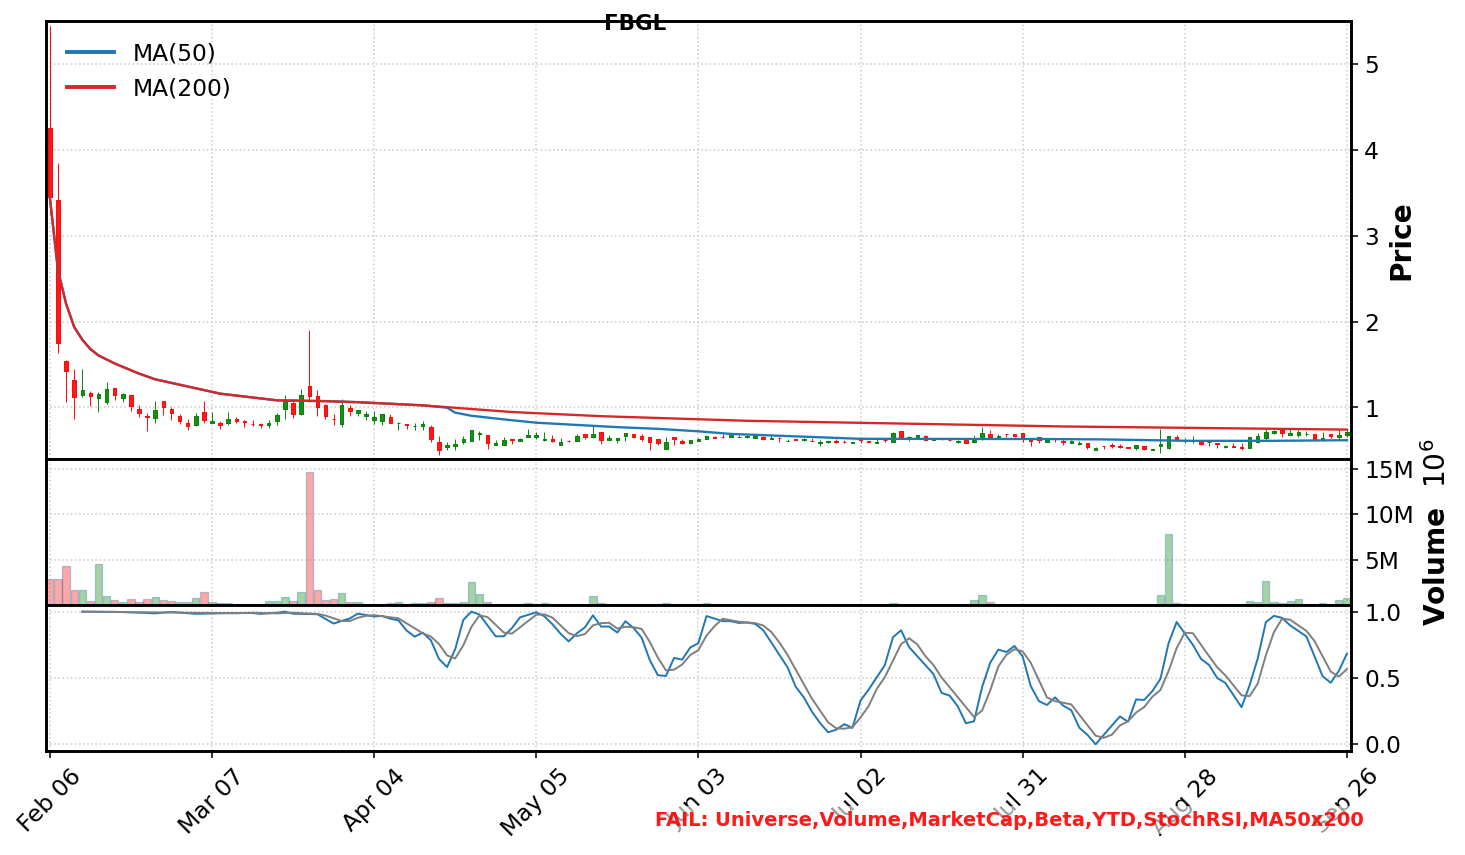 FBGL
MA(50)
MA(200)
5
4
3
2
1
Price
15M
10M
5M
Volume 10^6
1.0
0.5
0.0
Feb 06
Mar 07
Apr 04
May 05
Jun 03
Jul 02
Jul 31
Aug 28
Sep 26
FAIL: Universe,Volume,MarketCap,Beta,YTD,StochRSI,MA50x200